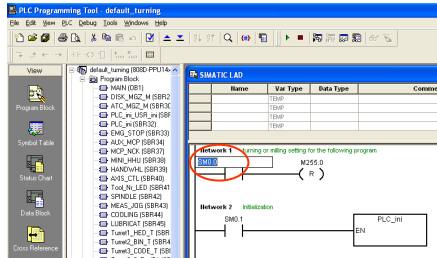 PLC Programming Tool - default_turning
File Edit View PLC Debug Tools Windows Help
View
Program Block
Symbol Table
Status Chart
Data Block
Cross Reference
default_turning (808D-PPU14x
Program Block
MAIN (OB1)
DISK_MGZ_M (SBR2
ATC_MGZ_M (SBR3
PLC_ini_USR_ini (SBF
PLC_ini (SBR32)
EMG_STOP (SBR33)
AUX_MCP (SBR34)
MCP_NCK (SBR37)
MINI_HHU (SBR38)
HANDWHL (SBR39)
AXIS_CTL (SBR40)
Tool_Nr_LED (SBR41
SPINDLE (SBR42)
MEAS_JOG (SBR43)
COOLING (SBR44)
LUBRICAT (SBR45)
Turret1_HED_T (SBR
Turret2_BIN_T (SBR4
Turret3_CODE_T (SB
SIMATIC LAD
Name Var Type Data Type Comme
TEMP
TEMP
TEMP
TEMP
Network 1 turning or milling setting for the following program
SM0.0 M255.0
R
Network 2 Initialization
SM0.1 PLC_ini
EN